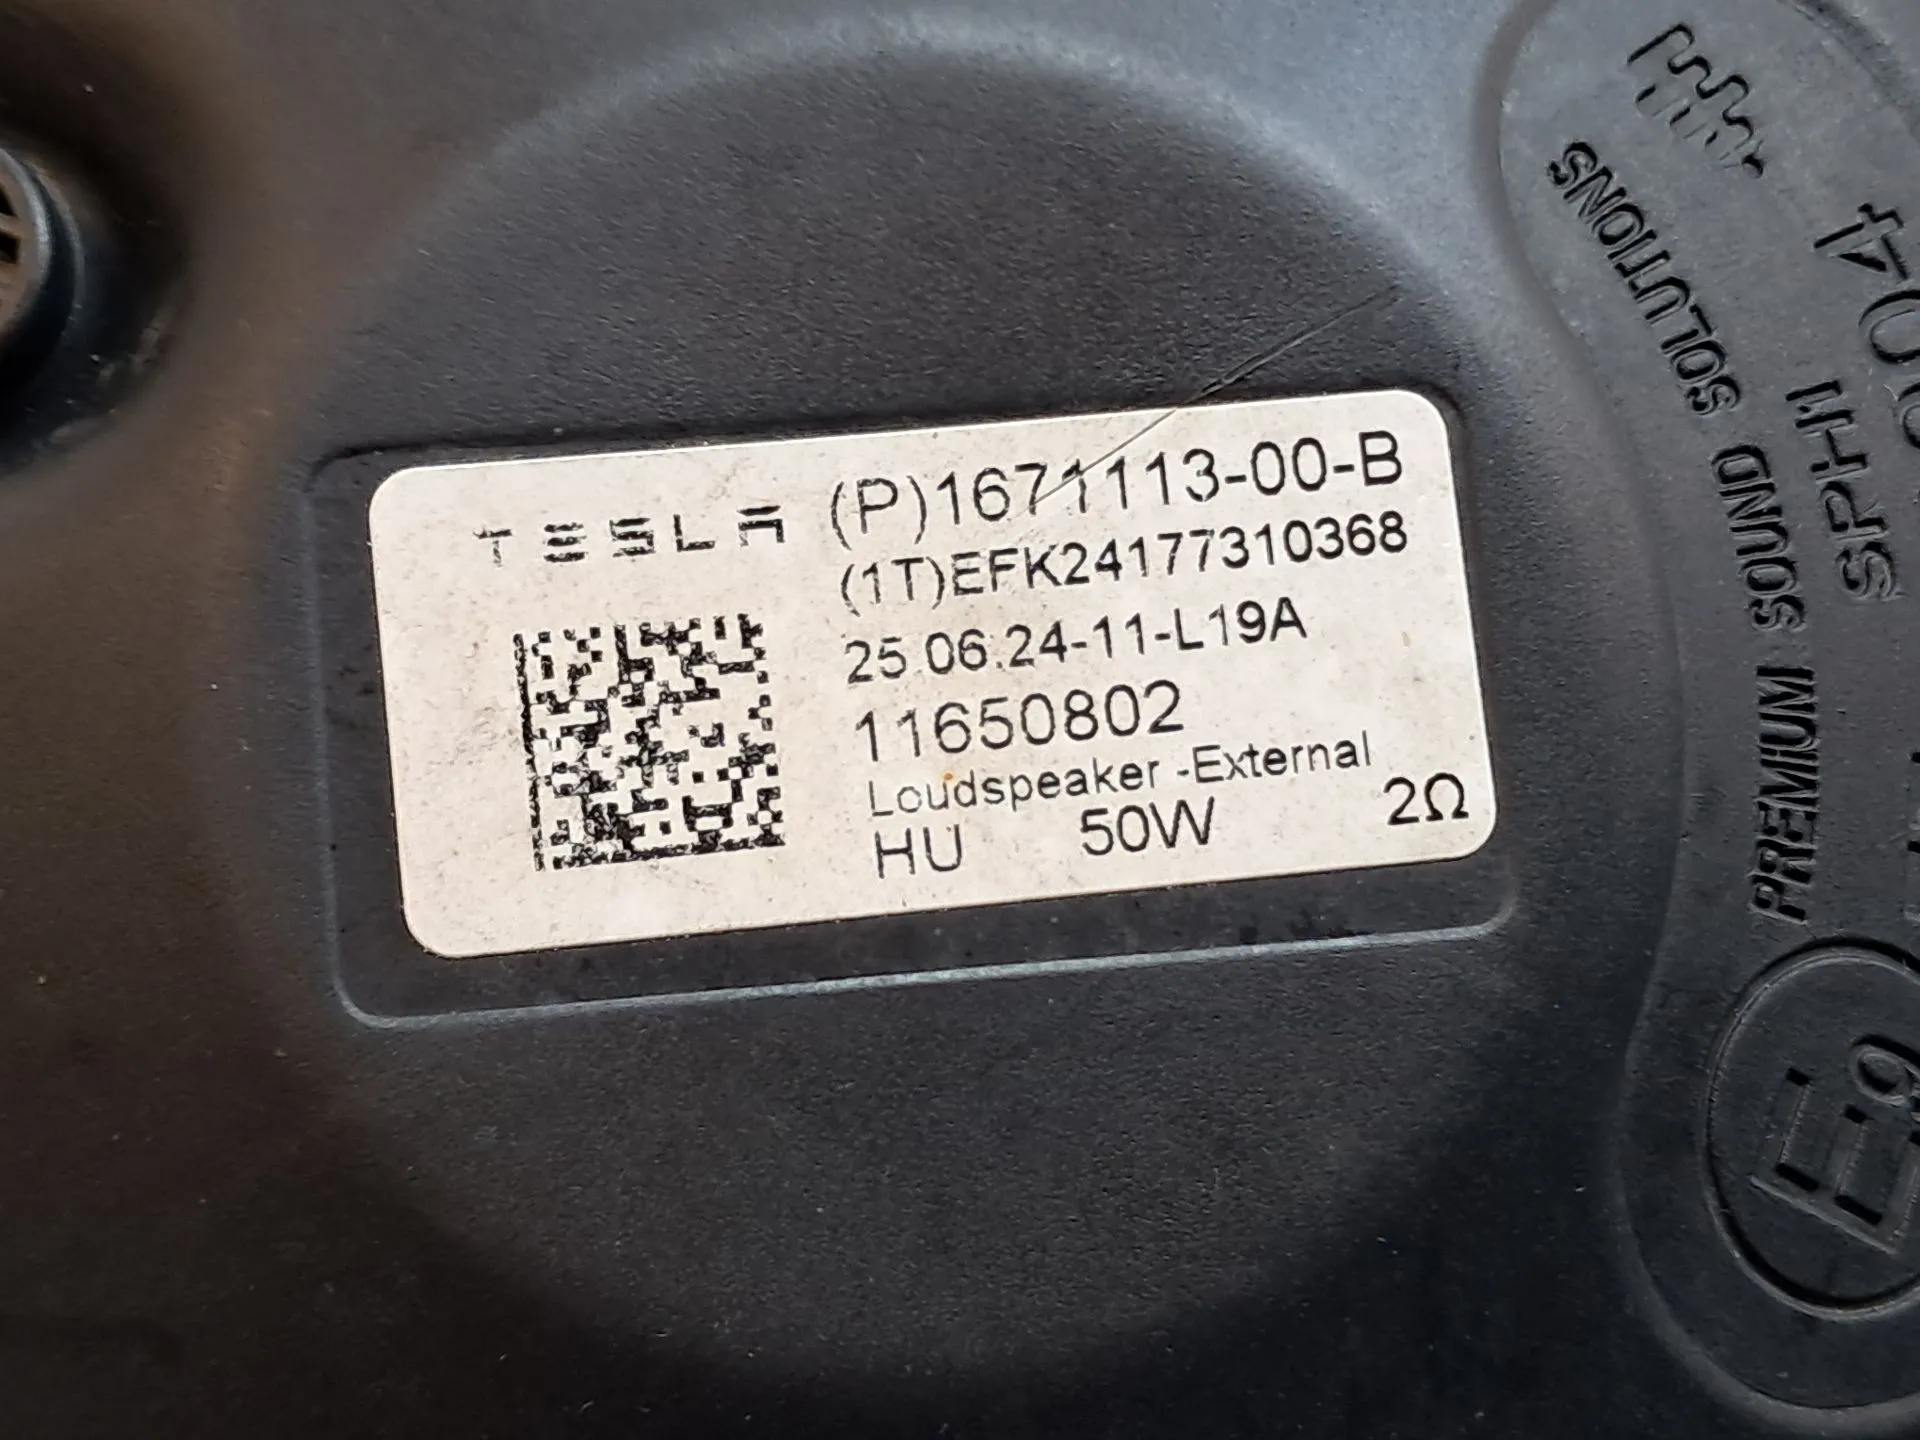 TESLA
(P)1671113-00-B
(1T)EFK24177310368
25.06.24-11-L19A
11650802
Loudspeaker -External
HU 50W 2Ω
PREMIUM SOUND SOLUTIONS
SPH
E9